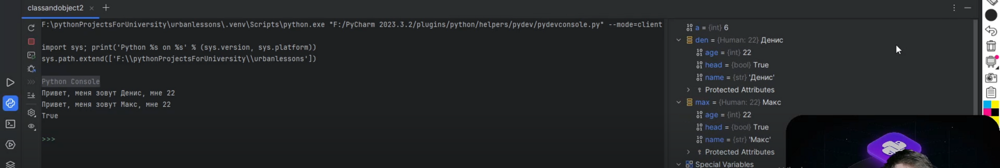 classandobject2
F:\pythonProjectsForUniversity\urbanlessons\.venv\Scripts\python.exe "F:/PyCharm 2023.3.2/plugins/python/helpers/pydev/pydevconsole.py" --mode=client
import sys; print('Python %s on %s' % (sys.version, sys.platform))
sys.path.extend(['F:\\pythonProjectsForUniversity\\urbanlessons'])
Python Console
Привет, меня зовут Денис, мне 22
Привет, меня зовут Макс, мне 22
True
>>>
a = {int} 6
den = {Human: 22} Денис
age = {int} 22
head = {bool} True
name = {str} 'Денис'
Protected Attributes
max = {Human: 22} Макс
age = {int} 22
head = {bool} True
name = {str} 'Макс'
Protected Attributes
Special Variables